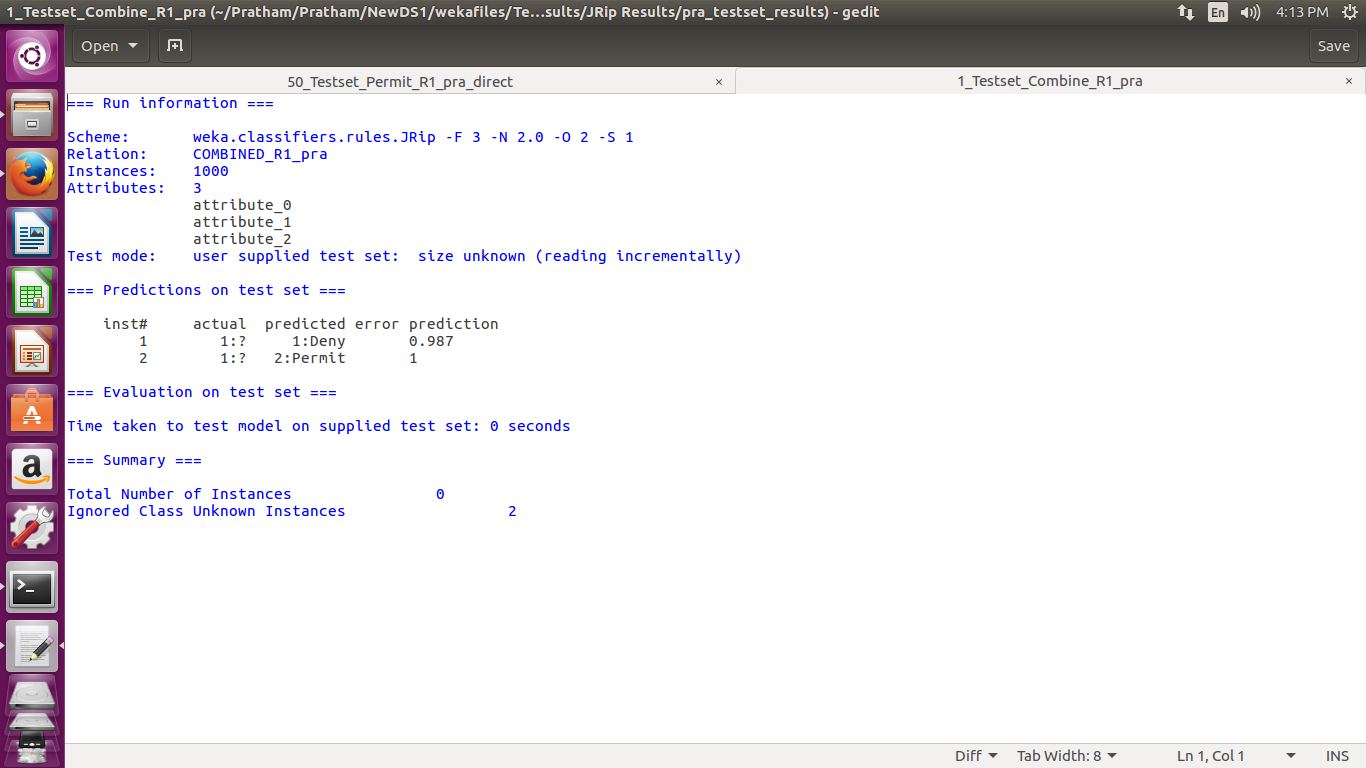 1_Testset_Combine_R1_pra (~/Pratham/Pratham/NewDS1/wekafiles/Te...sults/JRip Results/pra_testset_results) - gedit
En
4:13 PM
Open
Save
50_Testset_Permit_R1_pra_direct ×
1_Testset_Combine_R1_pra ×
=== Run information ===
Scheme: weka.classifiers.rules.JRip -F 3 -N 2.0 -O 2 -S 1
Relation: COMBINED_R1_pra
Instances: 1000
Attributes: 3
attribute_0
attribute_1
attribute_2
Test mode: user supplied test set: size unknown (reading incrementally)
=== Predictions on test set ===
inst# actual predicted error prediction
1 1:? 1:Deny 0.987
2 1:? 2:Permit 1
=== Evaluation on test set ===
Time taken to test model on supplied test set: 0 seconds
=== Summary ===
Total Number of Instances 0
Ignored Class Unknown Instances 2
Diff Tab Width: 8 Ln 1, Col 1 INS